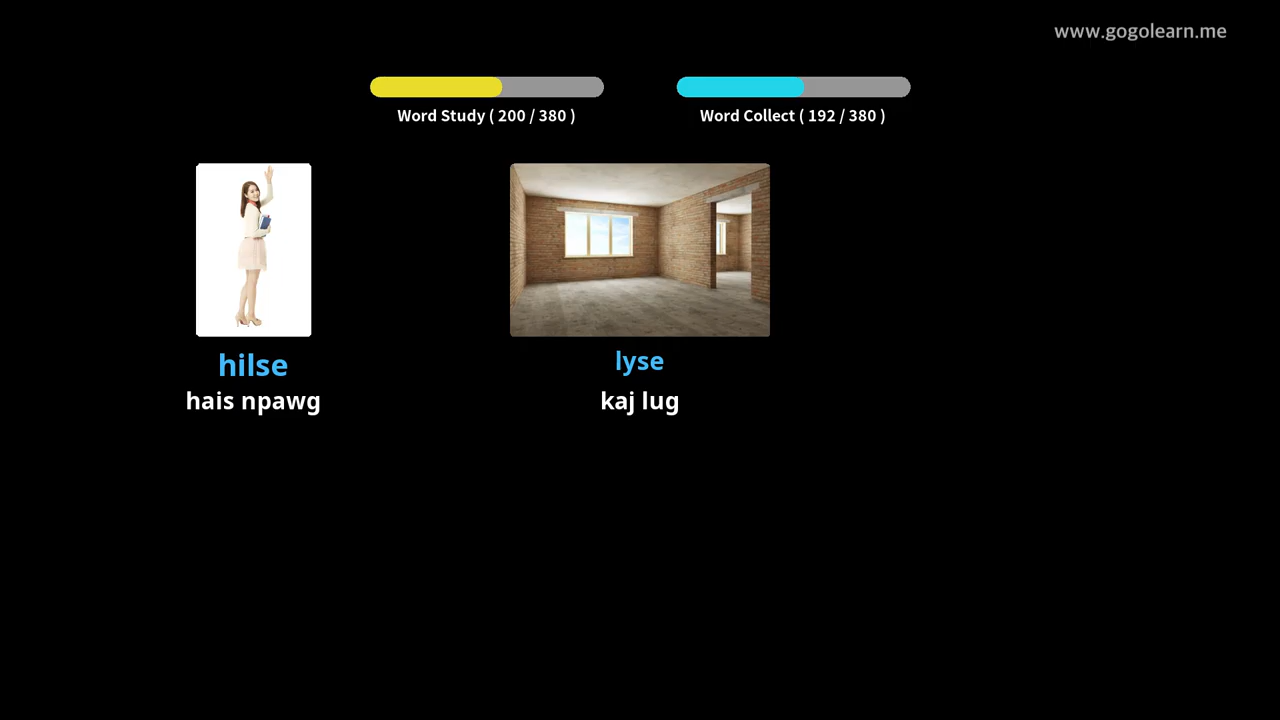 www.gogolearn.me
Word Study ( 200 / 380 )
Word Collect ( 192 / 380 )
hilse
hais npawg
lyse
kaj lug